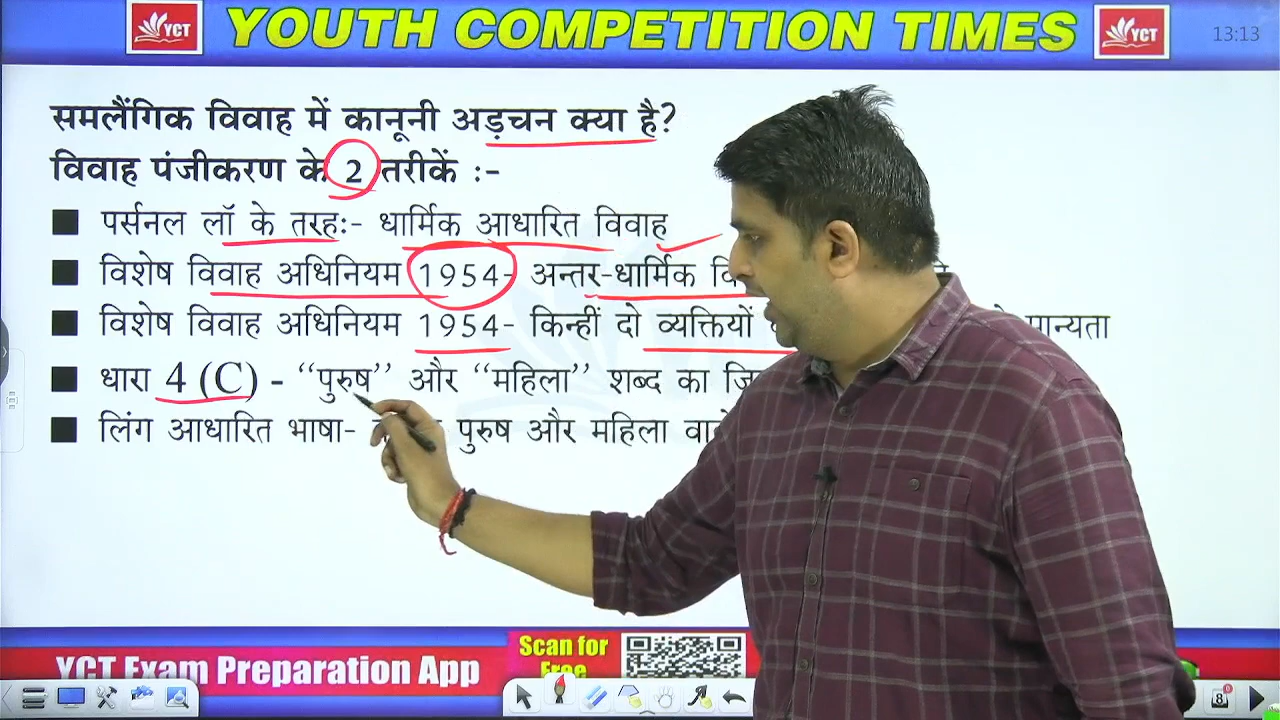 YCT
YOUTH COMPETITION TIMES
YCT
13:13
समलैंगिक विवाह में कानूनी अड़चन क्या है?
विवाह पंजीकरण के 2 तरीकें :-
पर्सनल लॉ के तरहः- धार्मिक आधारित विवाह
विशेष विवाह अधिनियम 1954- अन्तर-धार्मिक
विशेष विवाह अधिनियम 1954- किन्हीं दो व्यक्तियों मान्यता
धारा 4 (C) - “पुरुष” और “महिला” शब्द का
लिंग आधारित भाषा- पुरुष और महिला
YCT Exam Preparation App
Scan for
Free
8